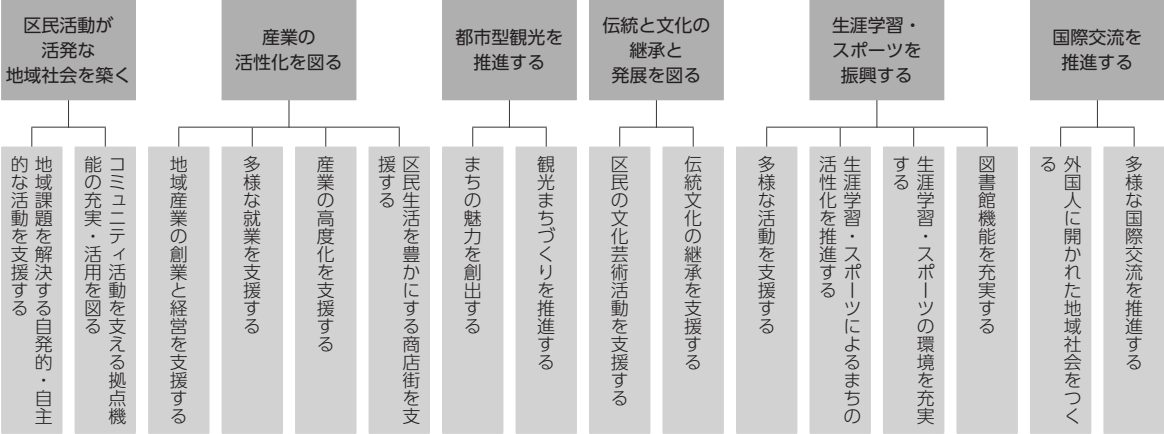 区民活動が
活発な
地域社会を築く
地域課題を解決する自発的・自主
的な活動を支援する
コミュニティ活動を支える拠点機
能の充実・活用を図る
産業の
活性化を図る
地域産業の創業と経営を支援する
多様な就業を支援する
産業の高度化を支援する
区民生活を豊かにする商店街を支
援する
都市型観光を
推進する
まちの魅力を創出する
観光まちづくりを推進する
伝統と文化の
継承と
発展を図る
区民の文化芸術活動を支援する
伝統文化の継承を支援する
生涯学習・
スポーツを
振興する
多様な活動を支援する
生涯学習・スポーツによるまちの
活性化を推進する
生涯学習・スポーツの環境を充実
する
図書館機能を充実する
国際交流を
推進する
外国人に開かれた地域社会をつく
る
多様な国際交流を推進する